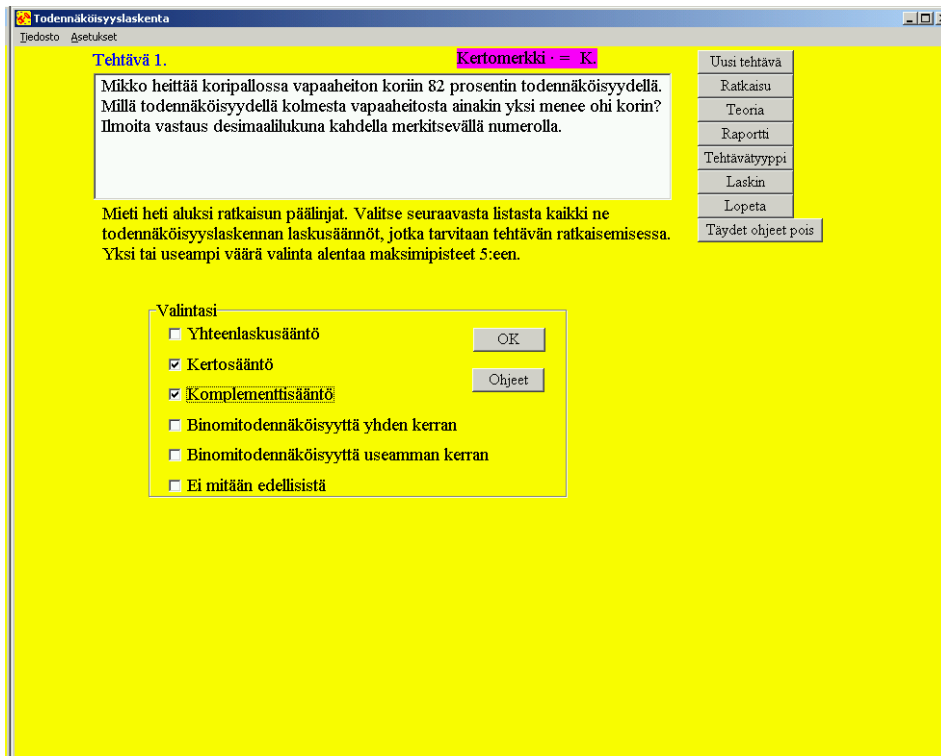 Todennäköisyyslaskenta
Tiedosto Asetukset
Tehtävä 1.
Kertomerkki · = K.
Mikko heittää koripallossa vapaaheiton koriin 82 prosentin todennäköisyydellä.
Millä todennäköisyydellä kolmesta vapaaheitosta ainakin yksi menee ohi korin?
Ilmoita vastaus desimaalilukuna kahdella merkitsevällä numerolla.
Uusi tehtävä
Ratkaisu
Teoria
Raportti
Tehtävätyyppi
Laskin
Lopeta
Täydet ohjeet pois
Mieti heti aluksi ratkaisun päälinjat. Valitse seuraavasta listasta kaikki ne
todennäköisyyslaskennan laskusäännöt, jotka tarvitaan tehtävän ratkaisemisessa.
Yksi tai useampi väärä valinta alentaa maksimipisteet 5:een.
Valintasi
Yhteenlaskusääntö
Kertosääntö
Komplementtisääntö
Binomitodennäköisyyttä yhden kerran
Binomitodennäköisyyttä useamman kerran
Ei mitään edellisistä
OK
Ohjeet